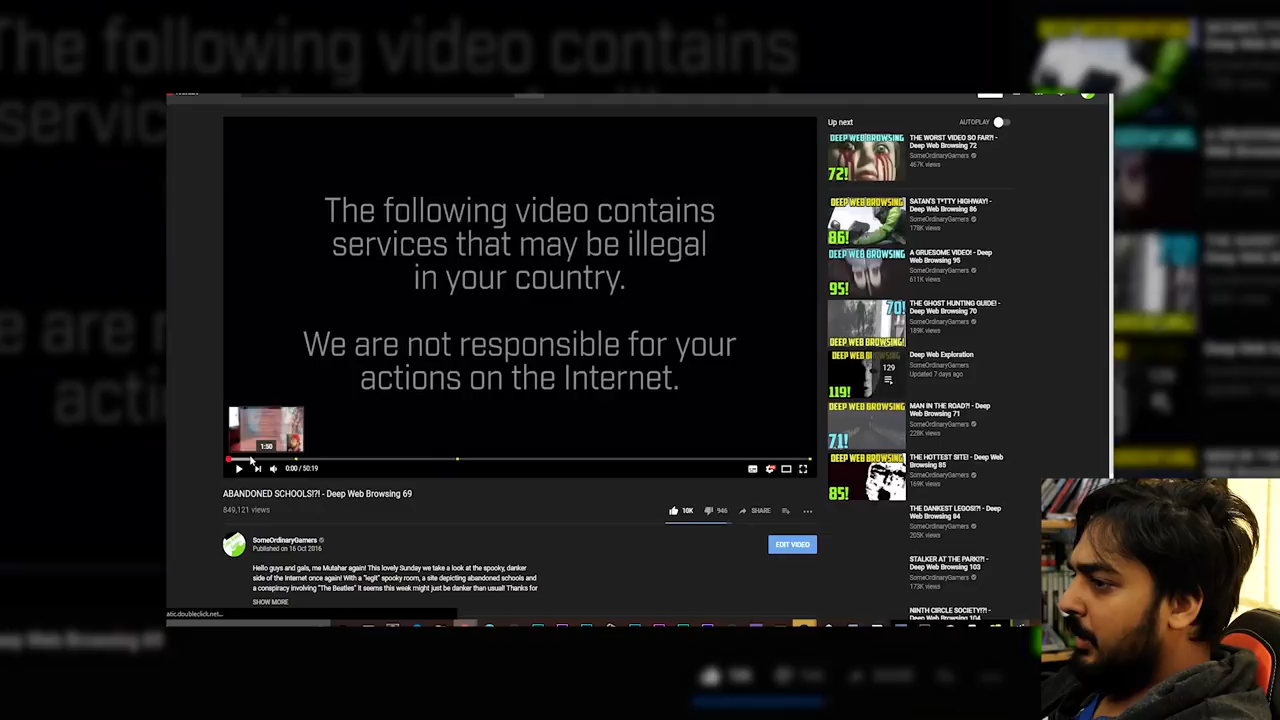 The following video contains
services that may be illegal
in your country.
We are not responsible for your
actions on the Internet.
1:50
0:00 / 50:19
ABANDONED SCHOOLS!?! - Deep Web Browsing 69
849,121 views
10K
946
SHARE
SomeOrdinaryGamers
Published on 16 Oct 2016
EDIT VIDEO
Hello guys and gals, me Mutahar again! This lovely Sunday we take a look at the spooky, danker
side of the Internet once again! With a "legit" spooky room, a site depicting abandoned schools and
a conspiracy involving "The Beatles" it seems this week might just be danker than usual! Thanks for
SHOW MORE
atic.doubleclick.net...
Up next
AUTOPLAY
DEEP WEB BROWSING
72!
THE WORST VIDEO SO FAR?! -
Deep Web Browsing 72
SomeOrdinaryGamers
467K views
DEEP WEB BROWSING
86!
SATAN'S T*TTY HIGHWAY! -
Deep Web Browsing 86
SomeOrdinaryGamers
178K views
DEEP WEB BROWSING
95!
A GRUESOME VIDEO! - Deep
Web Browsing 95
SomeOrdinaryGamers
611K views
70!
DEEP WEB BROWSING!
THE GHOST HUNTING GUIDE! -
Deep Web Browsing 70
SomeOrdinaryGamers
189K views
DEEP WEB
119!
129
Deep Web Exploration
SomeOrdinaryGamers
Updated 7 days ago
DEEP WEB BROWSING
71!
MAN IN THE ROAD?! - Deep
Web Browsing 71
SomeOrdinaryGamers
228K views
DEEP WEB BROWSING
85!
THE HOTTEST SITE! - Deep Web
Browsing 85
SomeOrdinaryGamers
169K views
THE DANKEST LEGOS!?! - Deep
Web Browsing 84
SomeOrdinaryGamers
205K views
STALKER AT THE PARK?! -
Deep Web Browsing 103
SomeOrdinaryGamers
173K views
NINTH CIRCLE SOCIETY?! -
Deep Web Browsing 104